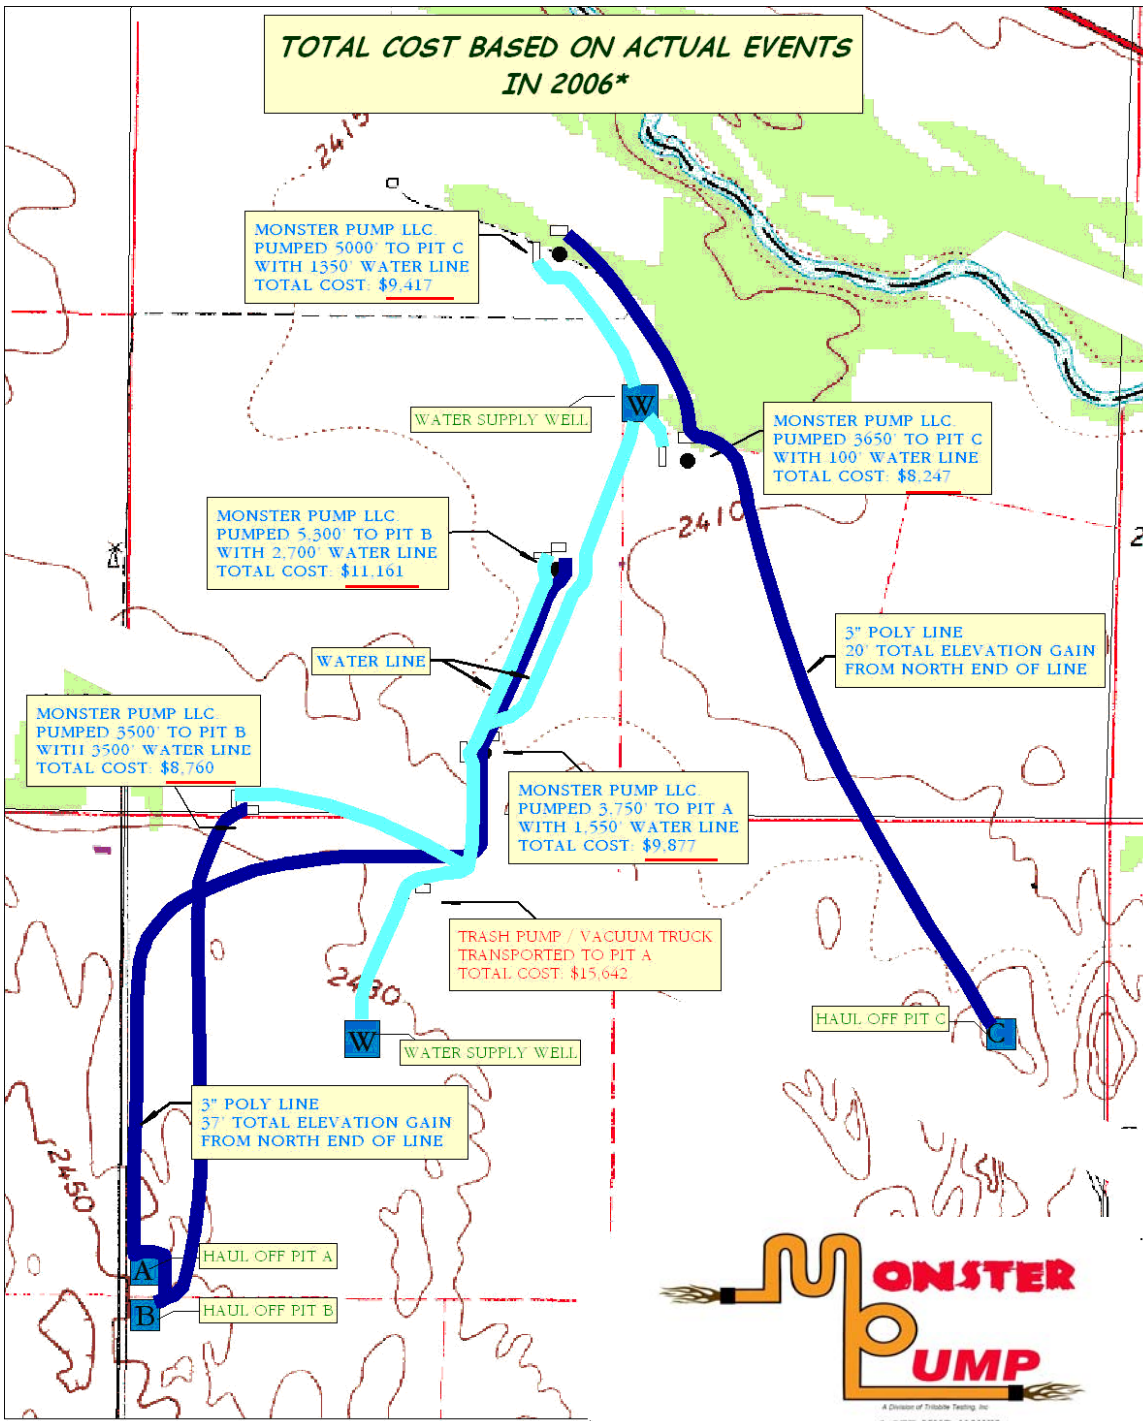 TOTAL COST BASED ON ACTUAL EVENTS
IN 2006*
2415
MONSTER PUMP LLC.
PUMPED 5000' TO PIT C
WITH 1350' WATER LINE
TOTAL COST: $9,417
WATER SUPPLY WELL
W
MONSTER PUMP LLC.
PUMPED 3650' TO PIT C
WITH 100' WATER LINE
TOTAL COST: $8,247
2410
2
MONSTER PUMP LLC.
PUMPED 5,300' TO PIT B
WITH 2,700' WATER LINE
TOTAL COST: $11,161
3" POLY LINE
20' TOTAL ELEVATION GAIN
FROM NORTH END OF LINE
WATER LINE
MONSTER PUMP LLC.
PUMPED 3500' TO PIT B
WITH 3500' WATER LINE
TOTAL COST: $8,760
MONSTER PUMP LLC.
PUMPED 3,750' TO PIT A
WITH 1,550' WATER LINE
TOTAL COST: $9,877
TRASH PUMP / VACUUM TRUCK
TRANSPORTED TO PIT A
TOTAL COST: $15,642
2430
HAUL OFF PIT C
C
W
WATER SUPPLY WELL
3" POLY LINE
37' TOTAL ELEVATION GAIN
FROM NORTH END OF LINE
2450
HAUL OFF PIT A
A
B
HAUL OFF PIT B
MONSTER
PUMP
A Division of Trilobite Testing, Inc